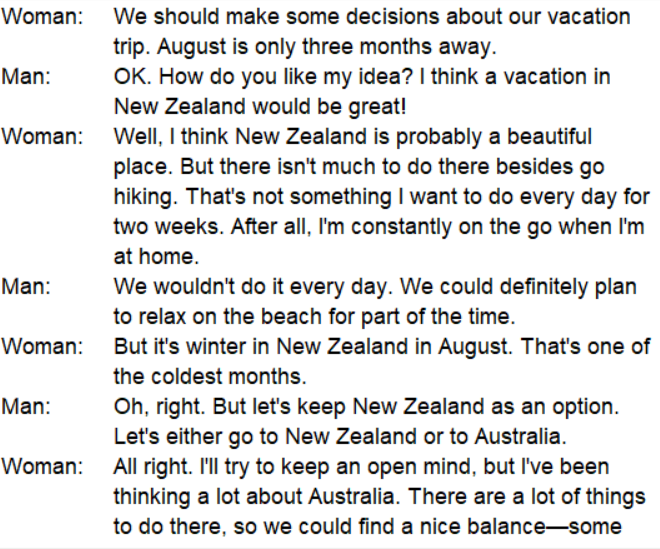 Woman: We should make some decisions about our vacation
trip. August is only three months away.
Man: OK. How do you like my idea? I think a vacation in
New Zealand would be great!
Woman: Well, I think New Zealand is probably a beautiful
place. But there isn't much to do there besides go
hiking. That's not something I want to do every day for
two weeks. After all, I'm constantly on the go when I'm
at home.
Man: We wouldn't do it every day. We could definitely plan
to relax on the beach for part of the time.
Woman: But it's winter in New Zealand in August. That's one of
the coldest months.
Man: Oh, right. But let's keep New Zealand as an option.
Let's either go to New Zealand or to Australia.
Woman: All right. I'll try to keep an open mind, but I've been
thinking a lot about Australia. There are a lot of things
to do there, so we could find a nice balance—some